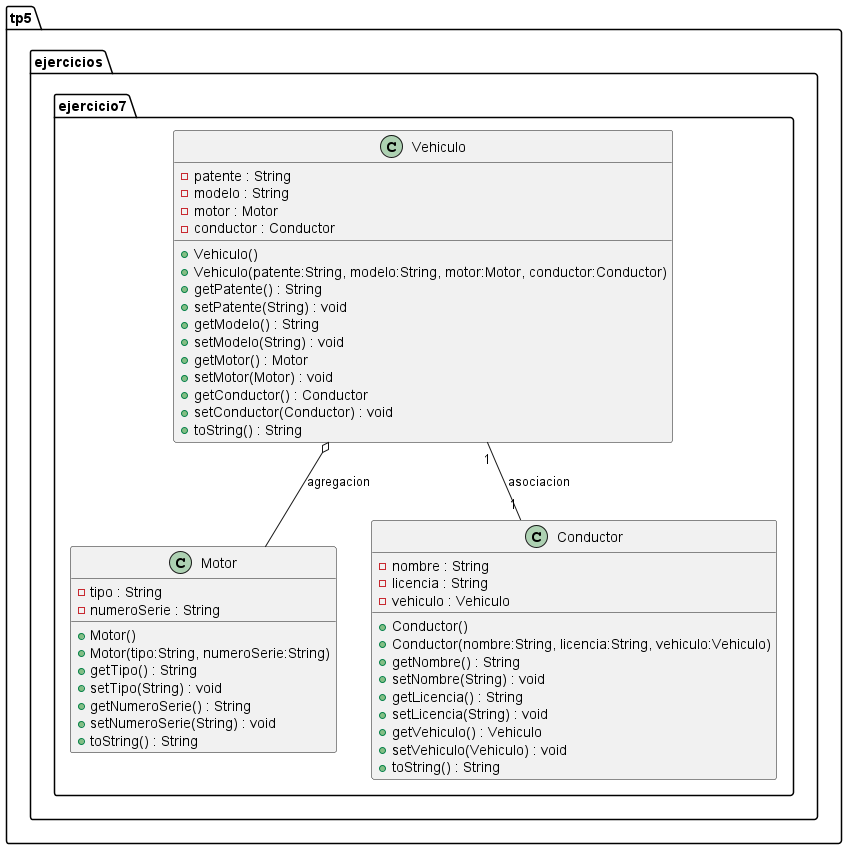 tp5
ejercicios
ejercicio7
C Vehiculo
patente : String
modelo : String
motor : Motor
conductor : Conductor
Vehiculo()
Vehiculo(patente:String, modelo:String, motor:Motor, conductor:Conductor)
getPatente() : String
setPatente(String) : void
getModelo() : String
setModelo(String) : void
getMotor() : Motor
setMotor(Motor) : void
getConductor() : Conductor
setConductor(Conductor) : void
toString() : String
agregacion
1
asociacion
1
C Motor
tipo : String
numeroSerie : String
Motor()
Motor(tipo:String, numeroSerie:String)
getTipo() : String
setTipo(String) : void
getNumeroSerie() : String
setNumeroSerie(String) : void
toString() : String
C Conductor
nombre : String
licencia : String
vehiculo : Vehiculo
Conductor()
Conductor(nombre:String, licencia:String, vehiculo:Vehiculo)
getNombre() : String
setNombre(String) : void
getLicencia() : String
setLicencia(String) : void
getVehiculo() : Vehiculo
setVehiculo(Vehiculo) : void
toString() : String